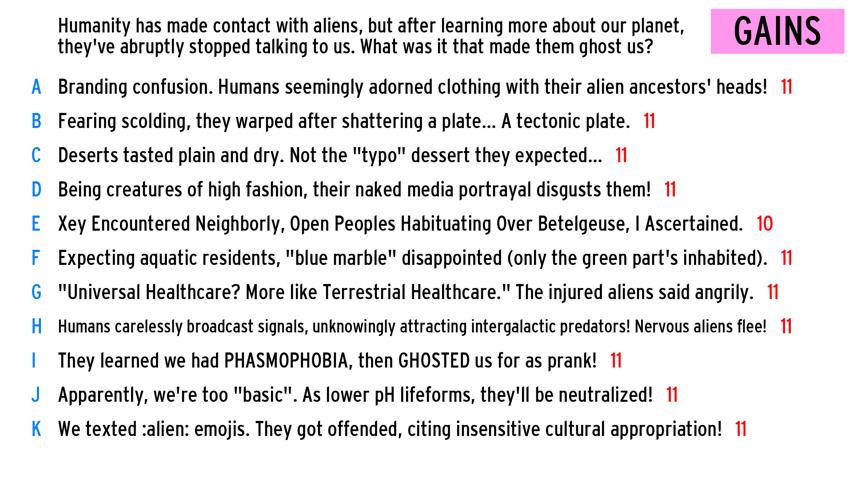 Humanity has made contact with aliens, but after learning more about our planet,
they've abruptly stopped talking to us. What was it that made them ghost us?
GAINS
A Branding confusion. Humans seemingly adorned clothing with their alien ancestors' heads! 11
B Fearing scolding, they warped after shattering a plate... A tectonic plate. 11
C Deserts tasted plain and dry. Not the "typo" dessert they expected... 11
D Being creatures of high fashion, their naked media portrayal disgusts them! 11
E Xey Encountered Neighborly, Open Peoples Habituating Over Betelgeuse, I Ascertained. 10
F Expecting aquatic residents, "blue marble" disappointed (only the green part's inhabited). 11
G "Universal Healthcare? More like Terrestrial Healthcare." The injured aliens said angrily. 11
H Humans carelessly broadcast signals, unknowingly attracting intergalactic predators! Nervous aliens flee! 11
I They learned we had PHASMOPHOBIA, then GHOSTED us for as prank! 11
J Apparently, we're too "basic". As lower pH lifeforms, they'll be neutralized! 11
K We texted :alien: emojis. They got offended, citing insensitive cultural appropriation! 11